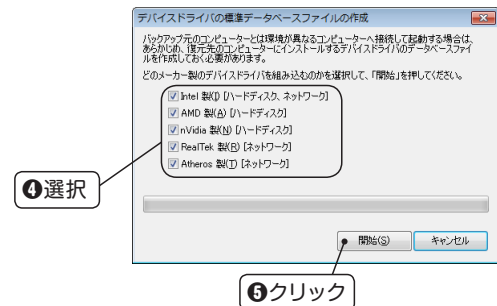 デバイスドライバの標準データベースファイルの作成
バックアップ元のコンピューターとは環境が異なるコンピューターへ接続して起動する場合は、
あらかじめ、復元先のコンピューターにインストールするデバイスドライバのデータベースファイ
ルを作成しておく必要があります。
どのメーカー製のデバイスドライバを組み込むのかを選択して、「開始」を押してください。
Intel 製(I) [ハードディスク、ネットワーク]
AMD 製(A) [ハードディスク]
nVidia 製(N) [ハードディスク]
RealTek 製(R) [ネットワーク]
Atheros 製(T) [ネットワーク]
❹選択
開始(S)
キャンセル
❺クリック